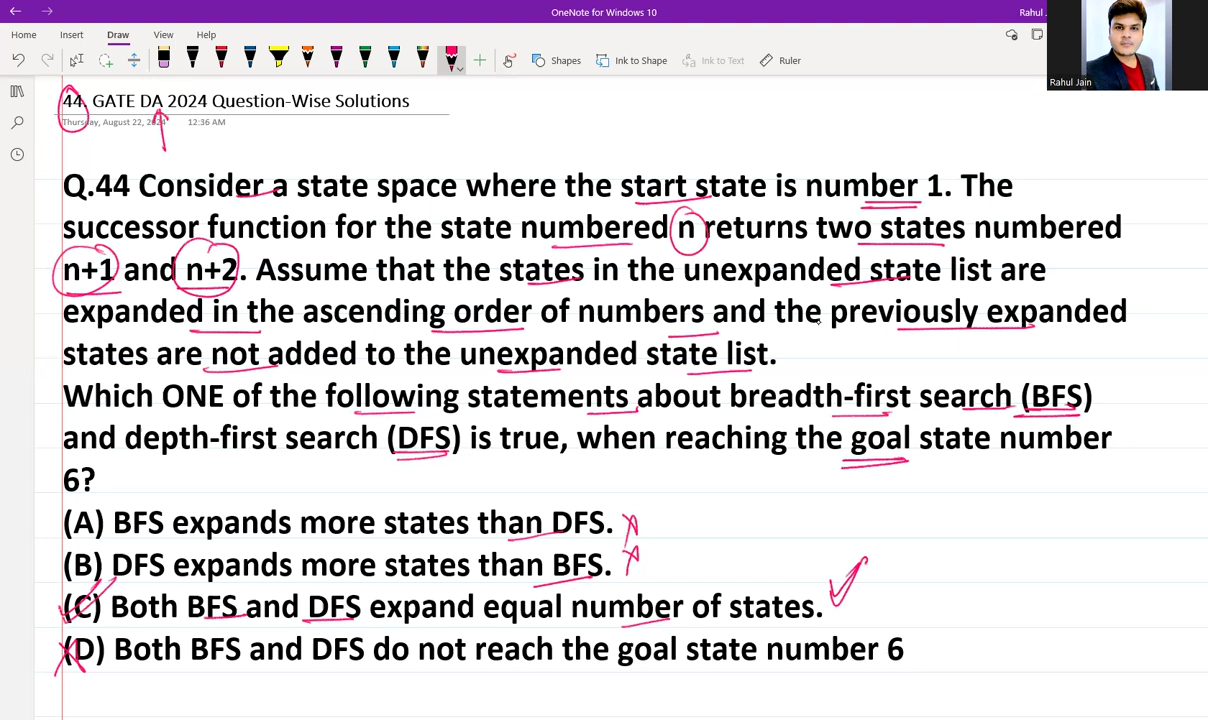 OneNote for Windows 10
Rahul J
Home Insert Draw View Help
Shapes Ink to Shape Ink to Text Ruler
Rahul Jain
44. GATE DA 2024 Question-Wise Solutions
Thursday, August 22, 2024 12:36 AM
Q.44 Consider a state space where the start state is number 1. The
successor function for the state numbered n returns two states numbered
n+1 and n+2. Assume that the states in the unexpanded state list are
expanded in the ascending order of numbers and the previously expanded
states are not added to the unexpanded state list.
Which ONE of the following statements about breadth-first search (BFS)
and depth-first search (DFS) is true, when reaching the goal state number
6?
(A) BFS expands more states than DFS.
(B) DFS expands more states than BFS.
(C) Both BFS and DFS expand equal number of states.
(D) Both BFS and DFS do not reach the goal state number 6